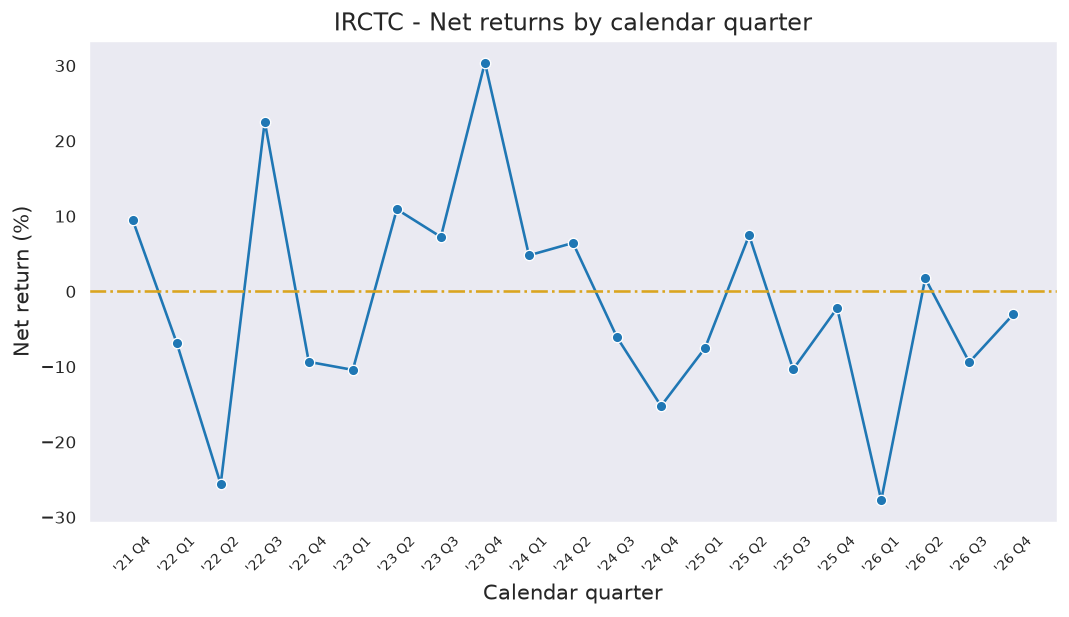 IRCTC - Net returns by calendar quarter
Net return (%)
30
20
10
0
−10
−20
−30
'21 Q4
'22 Q1
'22 Q2
'22 Q3
'22 Q4
'23 Q1
'23 Q2
'23 Q3
'23 Q4
'24 Q1
'24 Q2
'24 Q3
'24 Q4
'25 Q1
'25 Q2
'25 Q3
'25 Q4
'26 Q1
'26 Q2
'26 Q3
'26 Q4
Calendar quarter